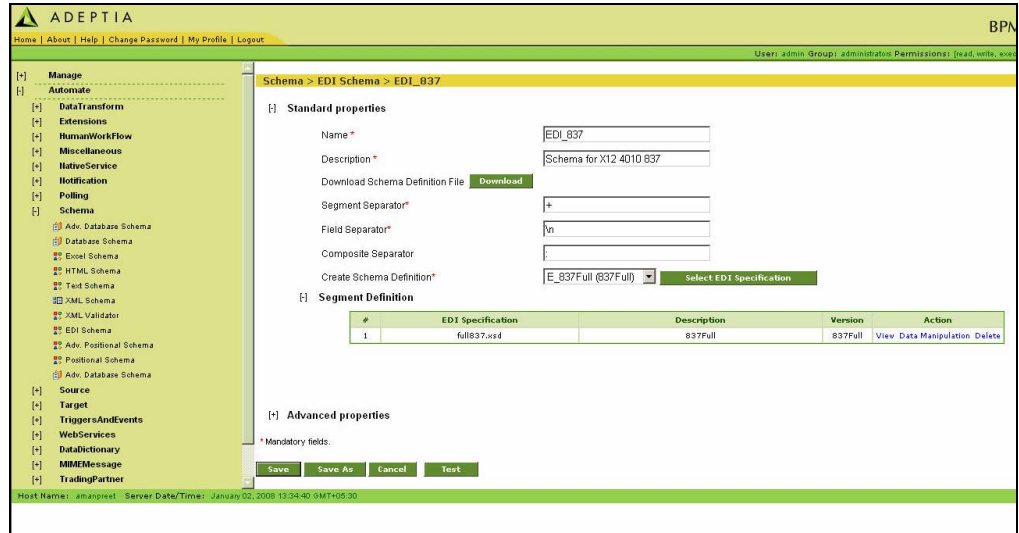 ADEPTIA
BPM
Home | About | Help | Change Password | My Profile | Logout
User: admin Group: administrators Permissions: [read, write, exec
[+] Manage
[-] Automate
[+] DataTransform
[+] Extensions
[+] HumanWorkFlow
[+] Miscellaneous
[+] NativeService
[+] Notification
[+] Polling
[-] Schema
Adv. Database Schema
Database Schema
Excel Schema
HTML Schema
Text Schema
XML Schema
XML Validator
EDI Schema
Adv. Positional Schema
Positional Schema
Adv. Database Schema
[+] Source
[+] Target
[+] TriggersAndEvents
[+] WebServices
[+] DataDictionary
[+] MIMEMessage
[+] TradingPartner
Schema > EDI Schema > EDI_837
[-] Standard properties
Name * EDI_837
Description * Schema for X12 4010 837
Download Schema Definition File Download
Segment Separator* +
Field Separator* \n
Composite Separator :
Create Schema Definition* E_837Full (837Full) Select EDI Specification
[-] Segment Definition
# EDI Specification Description Version Action
1 full837.xsd 837Full 837Full View Data Manipulation Delete
[+] Advanced properties
* Mandatory fields.
Save Save As Cancel Test
Host Name: amanpreet Server Date/Time: January 02, 2008 13:34:40 GMT+05:30